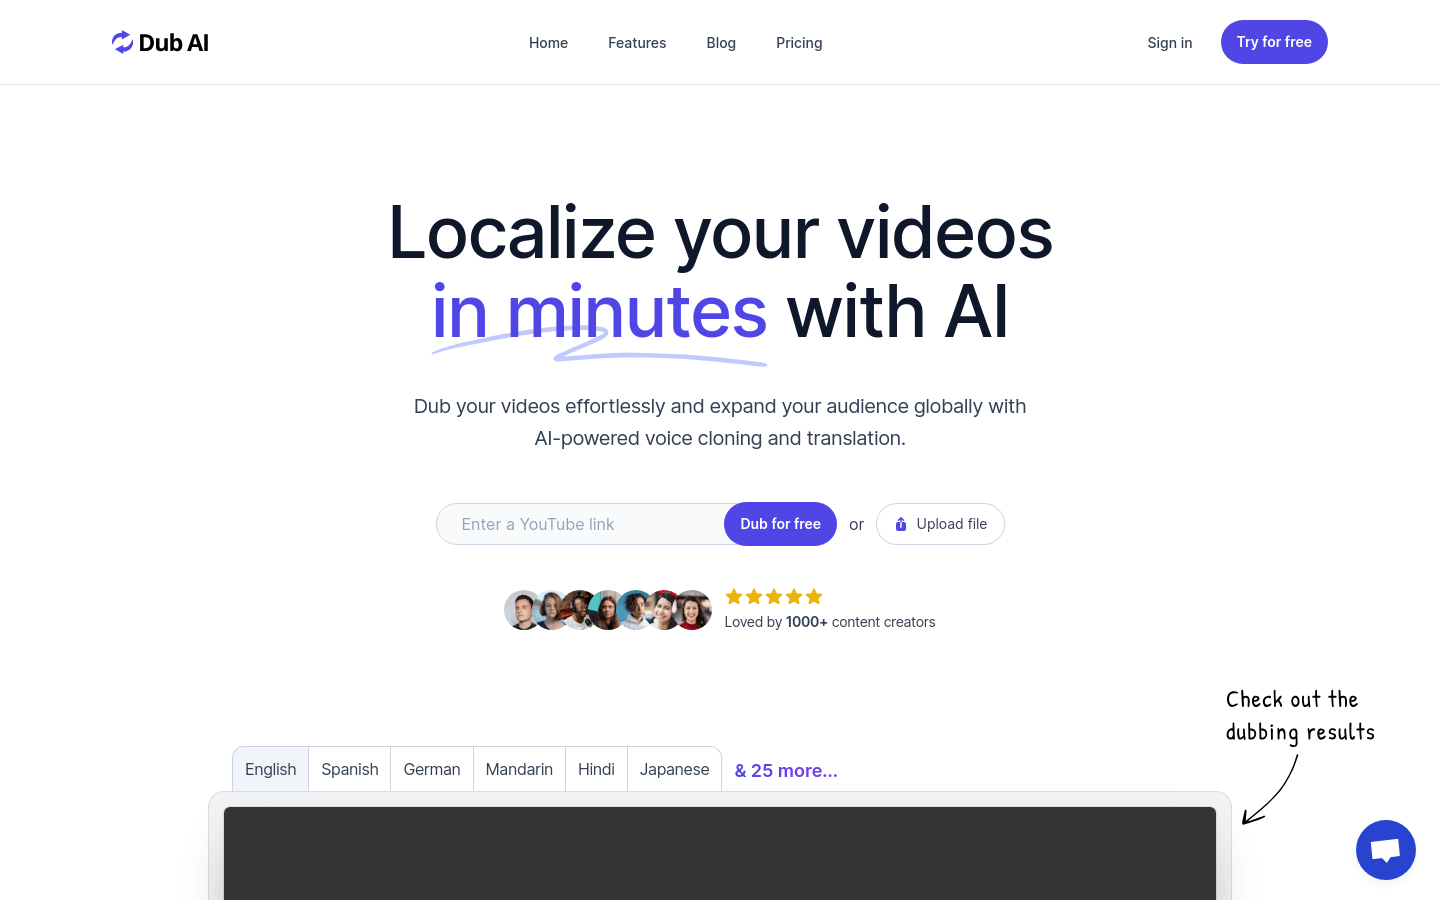 Dub AI
Home
Features
Blog
Pricing
Sign in
Try for free
Localize your videos
in minutes with AI
Dub your videos effortlessly and expand your audience globally with
AI-powered voice cloning and translation.
Enter a YouTube link
Dub for free
or
Upload file
Loved by 1000+ content creators
Check out the
dubbing results
English
Spanish
German
Mandarin
Hindi
Japanese
& 25 more...